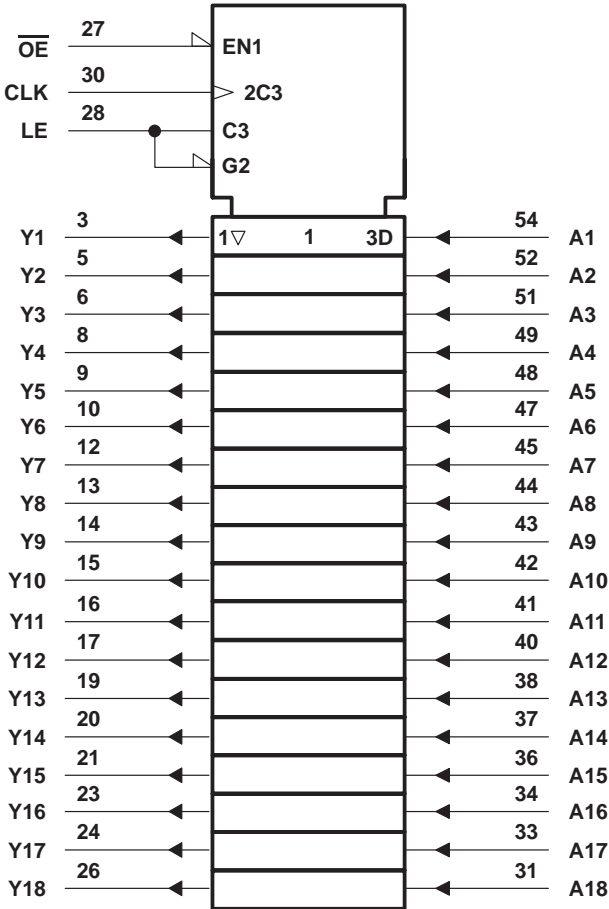 27
OE EN1
30
CLK 2C3
28
LE C3
G2
3 54
Y1 1▽ 1 3D A1
5 52
Y2 A2
6 51
Y3 A3
8 49
Y4 A4
9 48
Y5 A5
10 47
Y6 A6
12 45
Y7 A7
13 44
Y8 A8
14 43
Y9 A9
15 42
Y10 A10
16 41
Y11 A11
17 40
Y12 A12
19 38
Y13 A13
20 37
Y14 A14
21 36
Y15 A15
23 34
Y16 A16
24 33
Y17 A17
26 31
Y18 A18